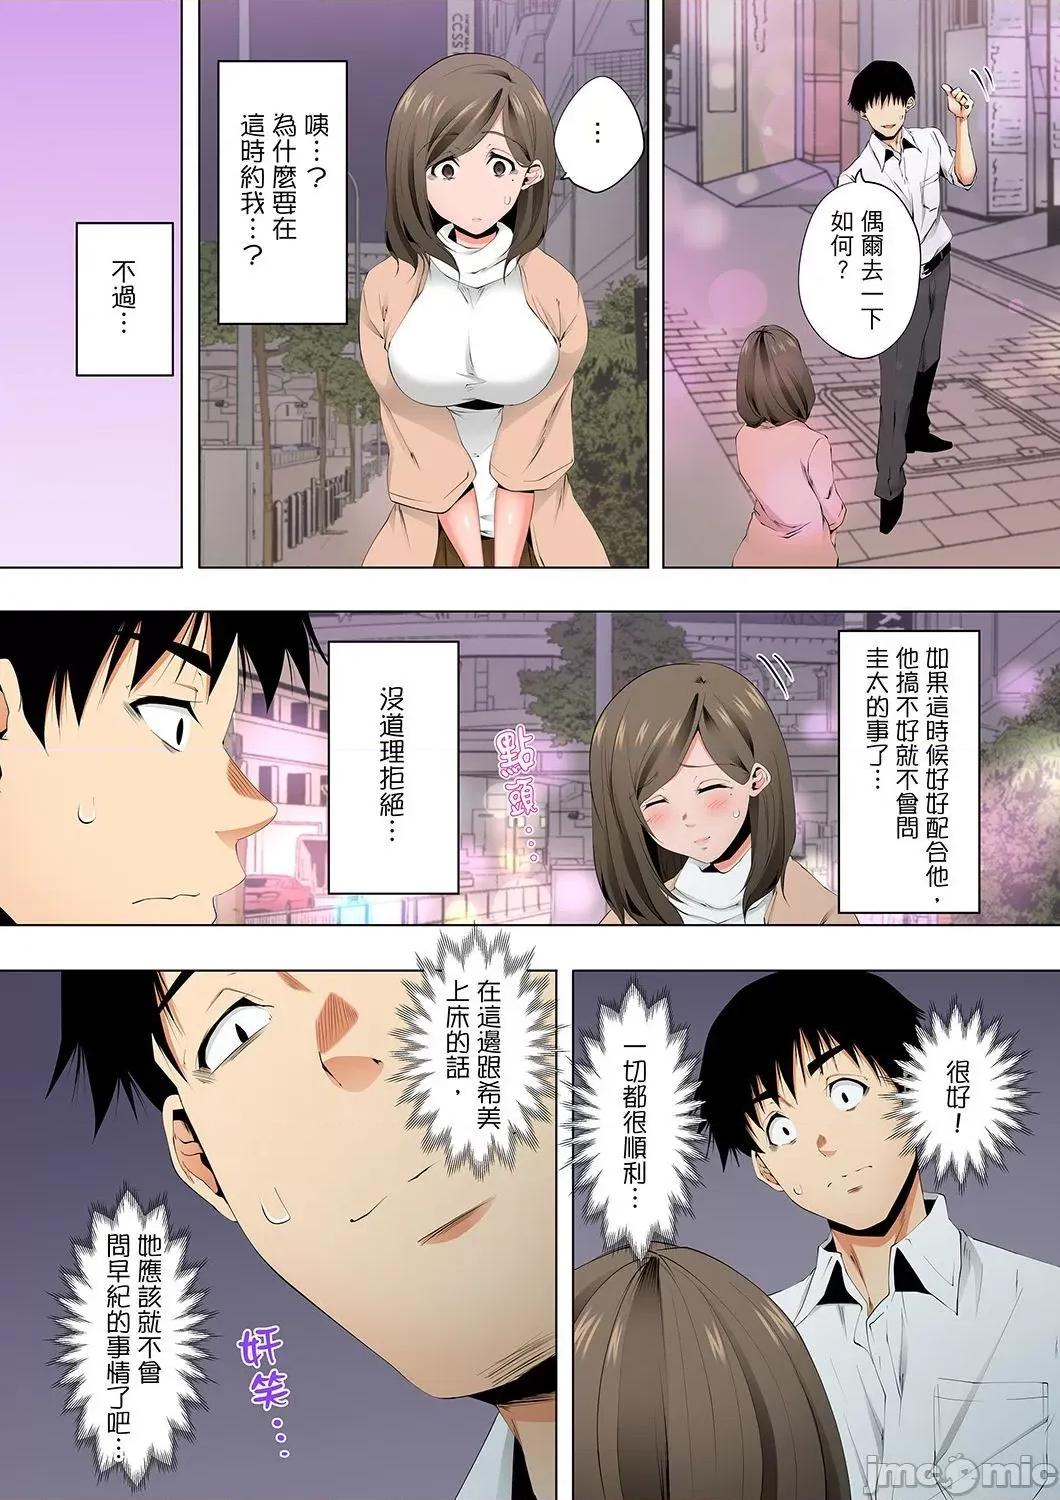 偶爾去一下
如何？
…
咦…？
為什麼要在
這時約我…？
CCSS
不過…
如果這時候好好配合他，
他搞不好就不會問
圭太的事了…
點頭…
沒道理拒絕…
很好！
一切都很順利…
在這邊跟希美
上床的話，
她應該就不會
問早紀的事情了吧…
奸笑…
jmcomic